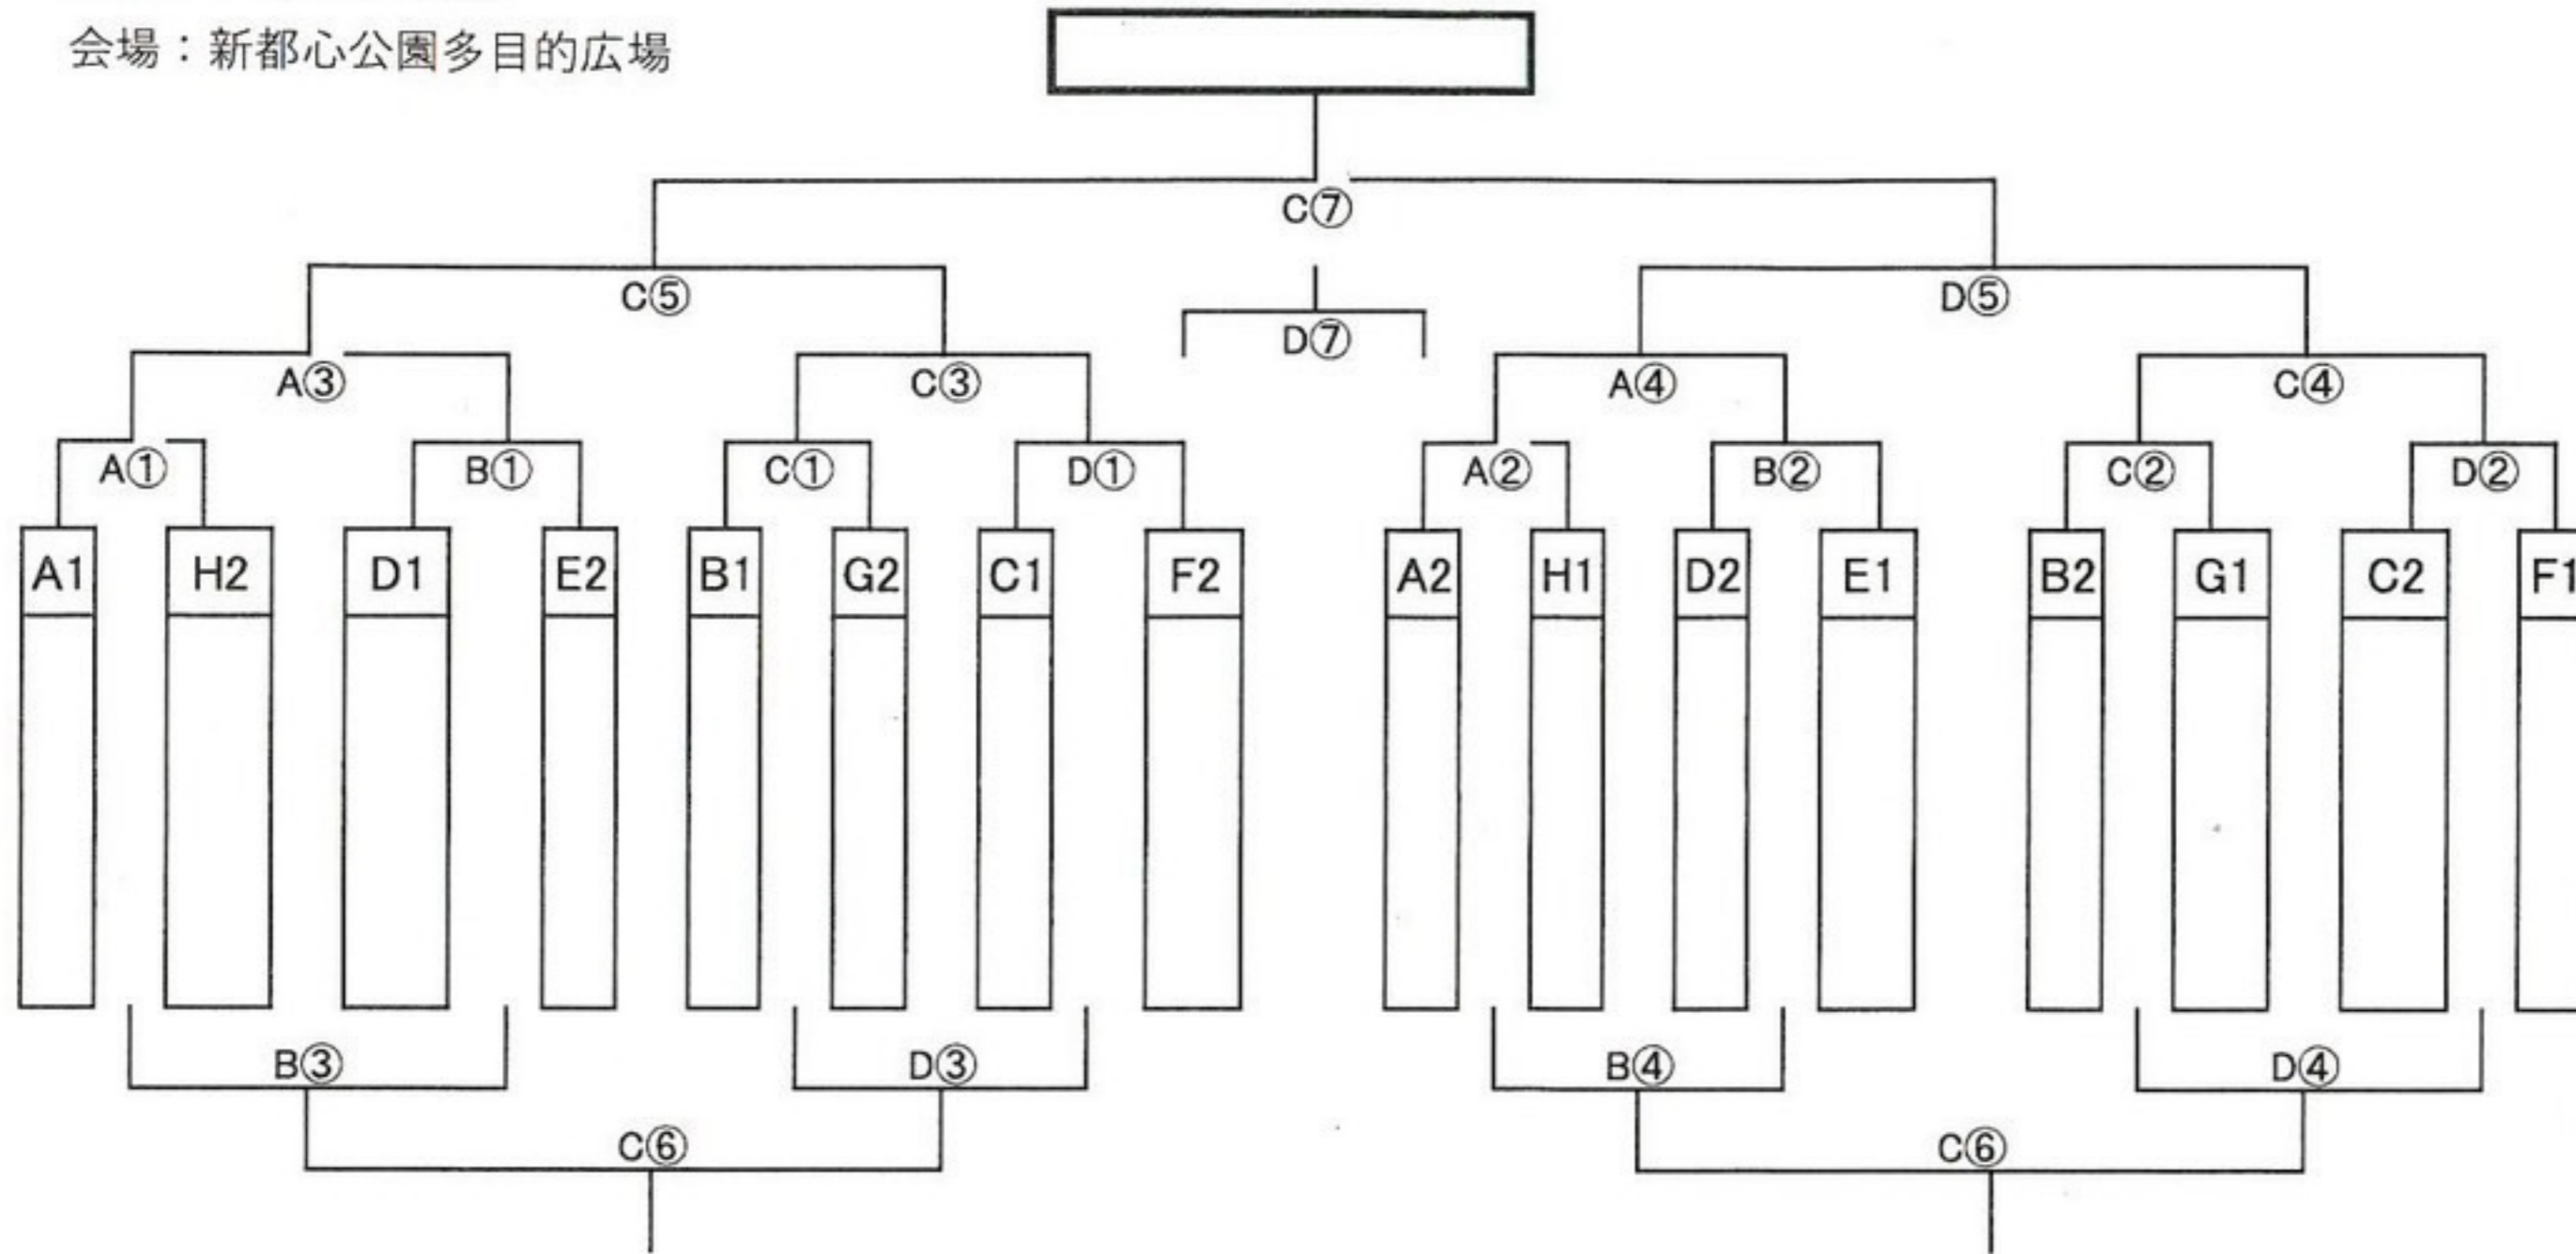 会場：新都心公園多目的広場
C⑦
C⑤ D⑤
D⑦
A③ C③ A④ C④
A① B① C① D① A② B② C② D②
A1 H2 D1 E2 B1 G2 C1 F2 A2 H1 D2 E1 B2 G1 C2 F1
B③ D③ B④ D④
C⑥ C⑥